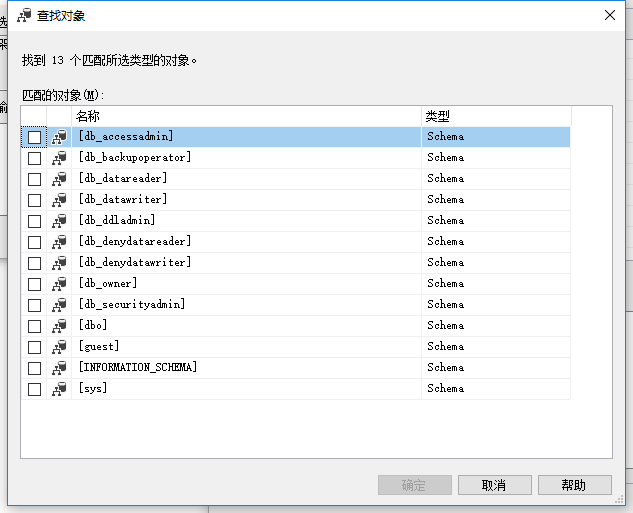 查找对象
找到 13 个匹配所选类型的对象。
匹配的对象(M):
名称 类型
[db_accessadmin] Schema
[db_backupoperator] Schema
[db_datareader] Schema
[db_datawriter] Schema
[db_ddladmin] Schema
[db_denydatareader] Schema
[db_denydatawriter] Schema
[db_owner] Schema
[db_securityadmin] Schema
[dbo] Schema
[guest] Schema
[INFORMATION_SCHEMA] Schema
[sys] Schema
确定 取消 帮助